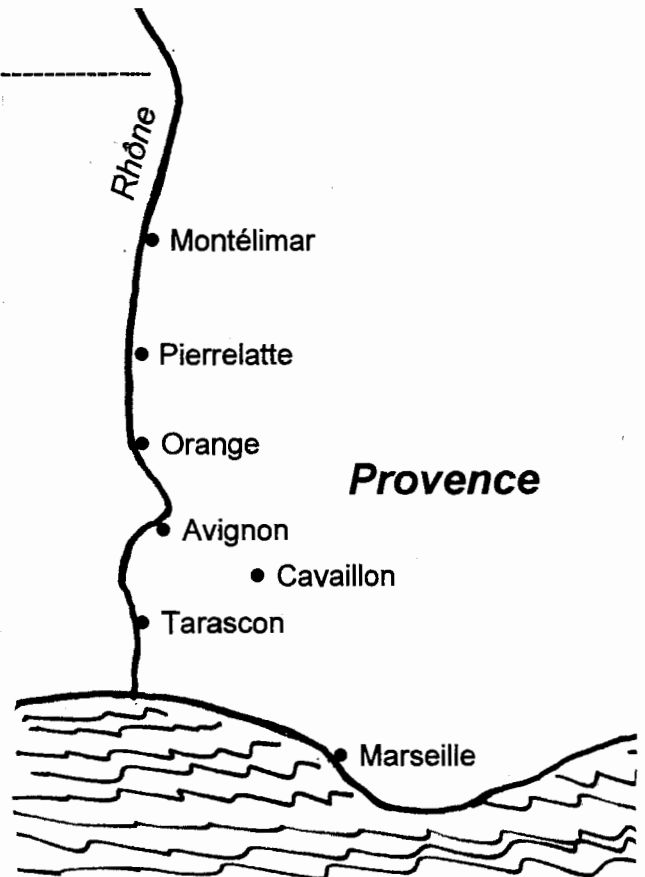 Rhône
Montélimar
Pierrelatte
Orange
Provence
Avignon
Cavaillon
Tarascon
Marseille